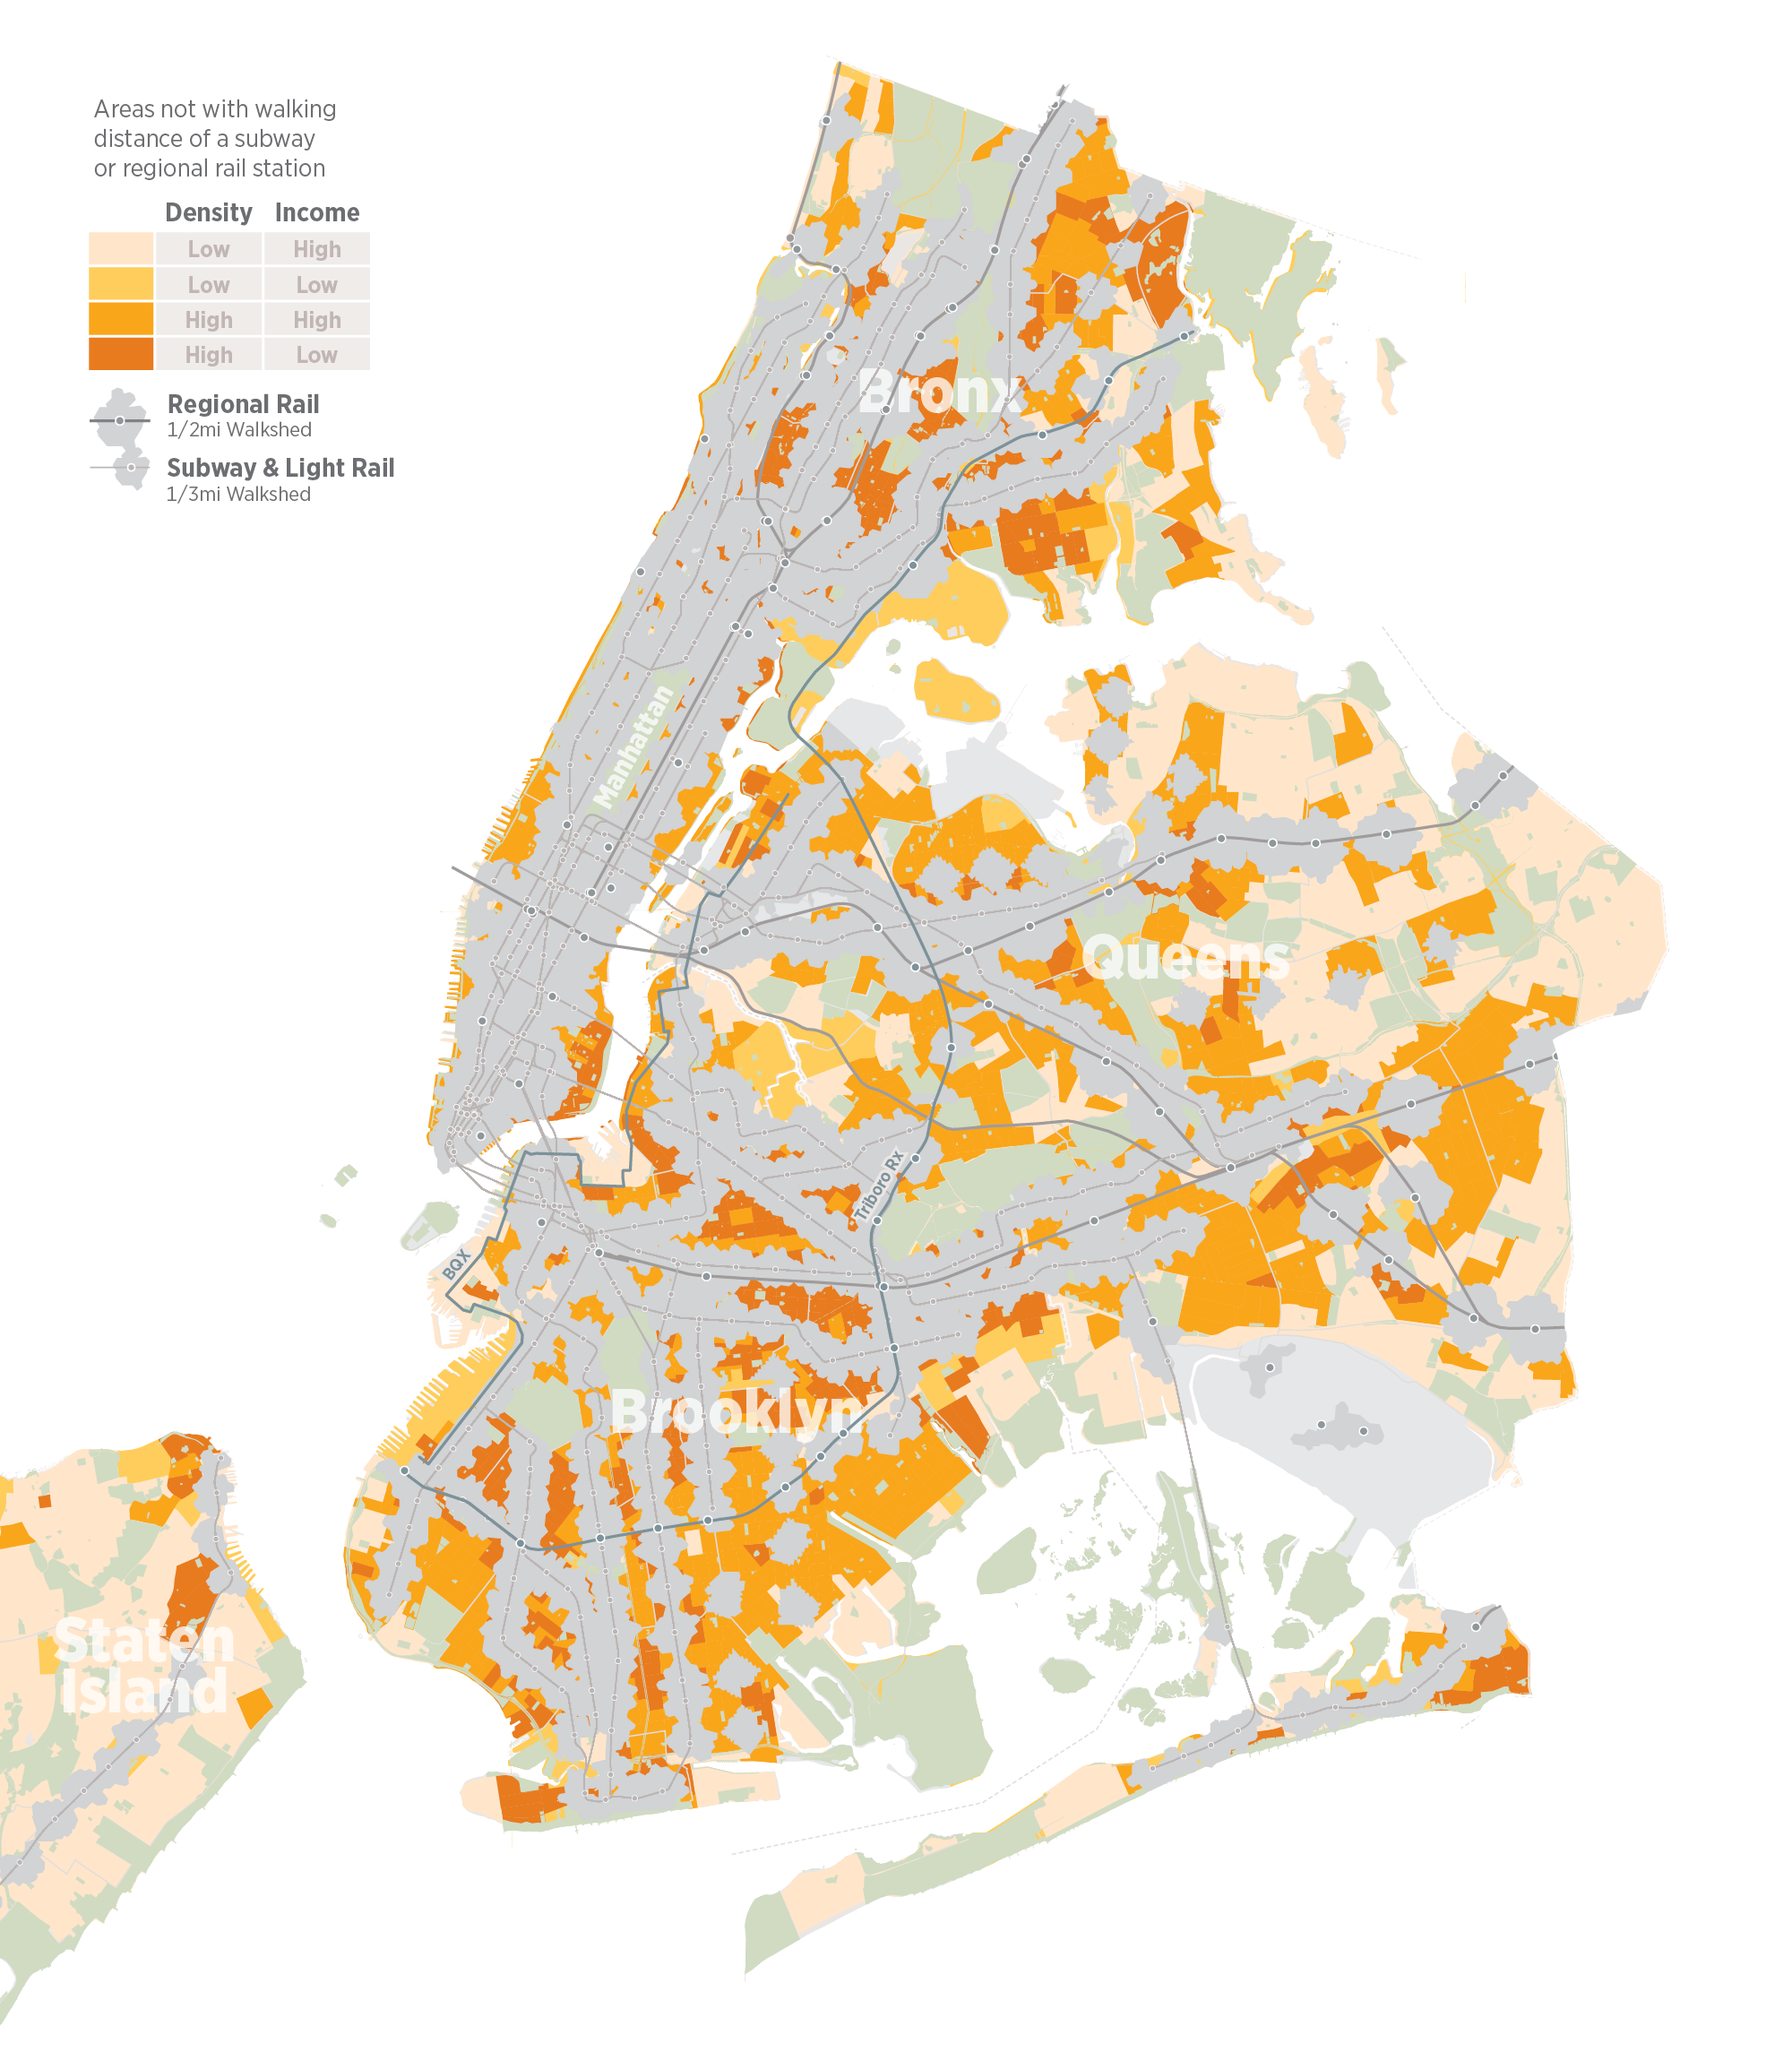 Areas not with walking
distance of a subway
or regional rail station
Density Income
Low High
Low Low
High High
High Low
Regional Rail
1/2mi Walkshed
Subway & Light Rail
1/3mi Walkshed
Bronx
Manhattan
Queens
Triboro Rx
BQX
Brooklyn
Staten
Island